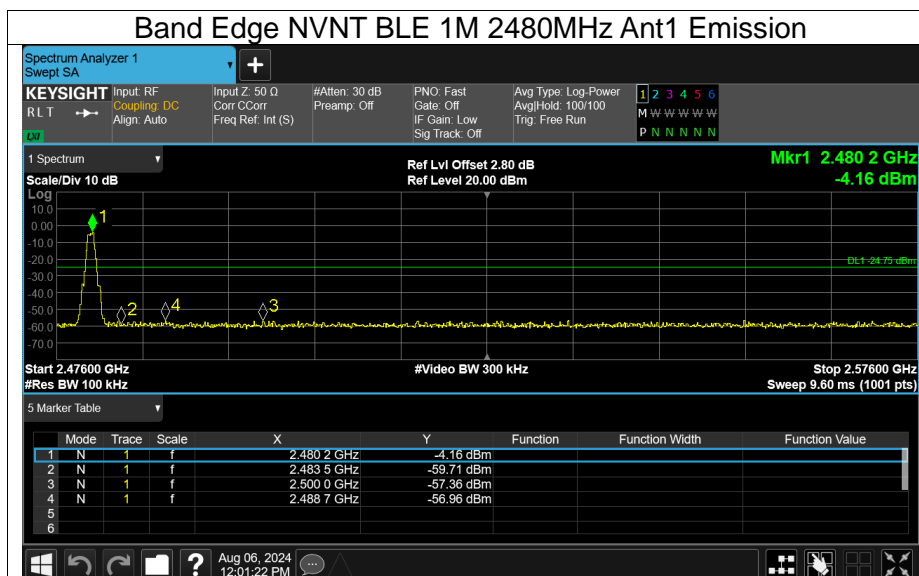 Band Edge NVNT BLE 1M 2480MHz Ant1 Emission
Spectrum Analyzer 1
Swept SA
+
KEYSIGHT
RLT
LXI
Input: RF
Coupling: DC
Align: Auto
Input Z: 50 Ω
Corr CCorr
Freq Ref: Int (S)
#Atten: 30 dB
Preamp: Off
PNO: Fast
Gate: Off
IF Gain: Low
Sig Track: Off
Avg Type: Log-Power
Avg|Hold: 100/100
Trig: Free Run
1 2 3 4 5 6
M W W W W W
P N N N N N
1 Spectrum
Scale/Div 10 dB
Ref Lvl Offset 2.80 dB
Ref Level 20.00 dBm
Mkr1 2.480 2 GHz
-4.16 dBm
Log
10.0
0.00
-10.0
-20.0
-30.0
-40.0
-50.0
-60.0
-70.0
1
2
4
3
DL1 -24.75 dBm
Start 2.47600 GHz
#Res BW 100 kHz
#Video BW 300 kHz
Stop 2.57600 GHz
Sweep 9.60 ms (1001 pts)
5 Marker Table
Mode Trace Scale X Y Function Function Width Function Value
1 N 1 f 2.480 2 GHz -4.16 dBm
2 N 1 f 2.483 5 GHz -59.71 dBm
3 N 1 f 2.500 0 GHz -57.36 dBm
4 N 1 f 2.488 7 GHz -56.96 dBm
5
6
?
Aug 06, 2024
12:01:22 PM
...